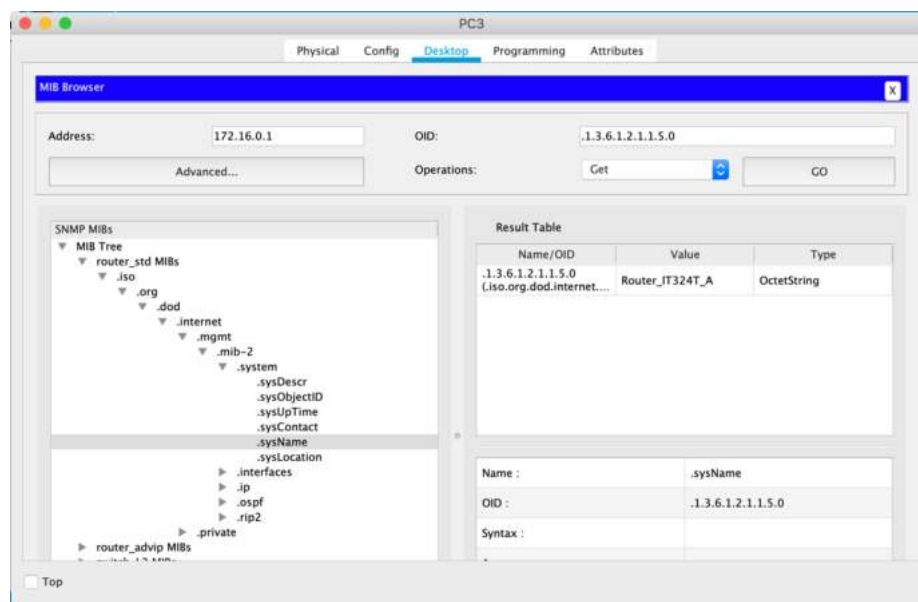 PC3
Physical Config Desktop Programming Attributes
MIB Browser
X
Address: 172.16.0.1 OID: .1.3.6.1.2.1.1.5.0
Advanced... Operations: Get GO
SNMP MIBs
MIB Tree
router_std MIBs
.iso
.org
.dod
.internet
.mgmt
.mib-2
.system
.sysDescr
.sysObjectID
.sysUpTime
.sysContact
.sysName
.sysLocation
.interfaces
.ip
.ospf
.rip2
.private
router_advip MIBs
Result Table
Name/OID Value Type
.1.3.6.1.2.1.1.5.0 Router_IT324T_A OctetString
(.iso.org.dod.internet....
Name : .sysName
OID : .1.3.6.1.2.1.1.5.0
Syntax :
Top